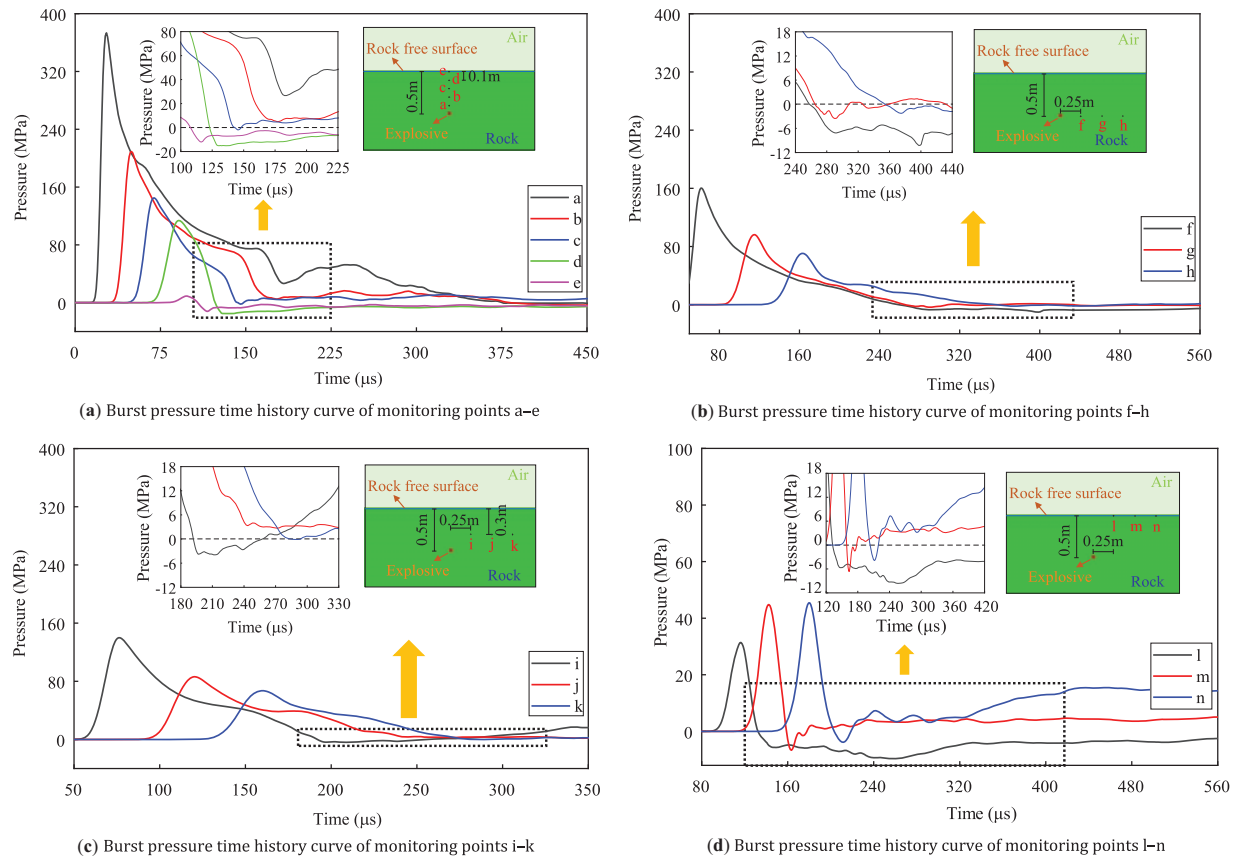 400
320
240
160
80
0
Pressure (MPa)
0
75
150
225
300
375
450
Time (μs)
80
60
40
20
0
-20
Pressure (MPa)
100
125
150
175
200
225
Time (μs)
Air
Rock free surface
e
d
c
b
a
0.5m
0.1m
Explosive
Rock
a
b
c
d
e
(a) Burst pressure time history curve of monitoring points a–e
400
320
240
160
80
0
Pressure (MPa)
80
160
240
320
400
480
560
Time (μs)
18
12
6
0
-6
-12
Pressure (MPa)
240
280
320
360
400
440
Time (μs)
Air
Rock free surface
0.5m
0.25m
f
g
h
Explosive
Rock
f
g
h
(b) Burst pressure time history curve of monitoring points f–h
400
320
240
160
80
0
Pressure (MPa)
50
100
150
200
250
300
350
Time (μs)
18
12
6
0
-6
-12
Pressure (MPa)
180
210
240
270
300
330
Time (μs)
Air
Rock free surface
0.5m
0.25m
0.3m
i
j
k
Explosive
Rock
i
j
k
(c) Burst pressure time history curve of monitoring points i–k
100
80
60
40
20
0
Pressure (MPa)
80
160
240
320
400
480
560
Time (μs)
18
12
6
0
-6
-12
Pressure (MPa)
120
180
240
300
360
420
Time (μs)
Air
Rock free surface
l
m
n
0.5m
0.25m
Explosive
Rock
l
m
n
(d) Burst pressure time history curve of monitoring points l–n